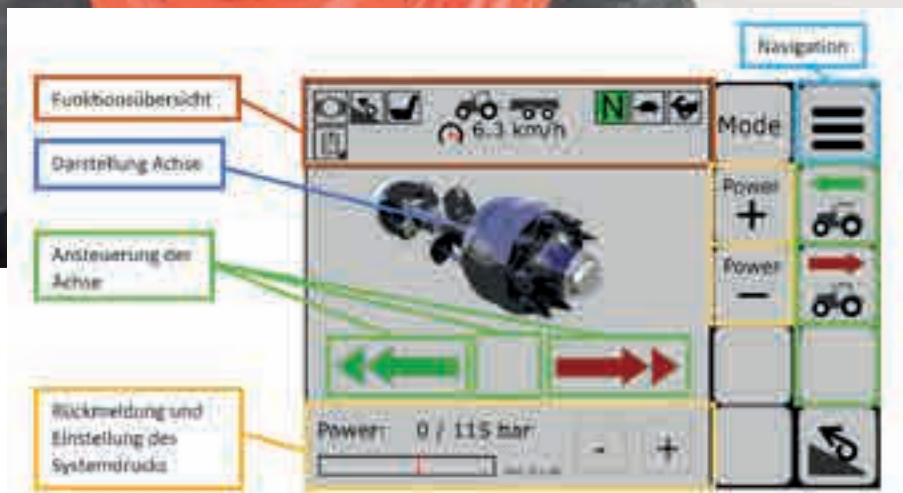 Navigation
Funktionsübersicht
6.3 km/h
N
Mode
Darstellung Achse
Power
+
Ansteuerung der
Achse
Power
-
Rückmeldung und
Einstellung des
Systemdrucks
Power: 0 / 115 bar
- +